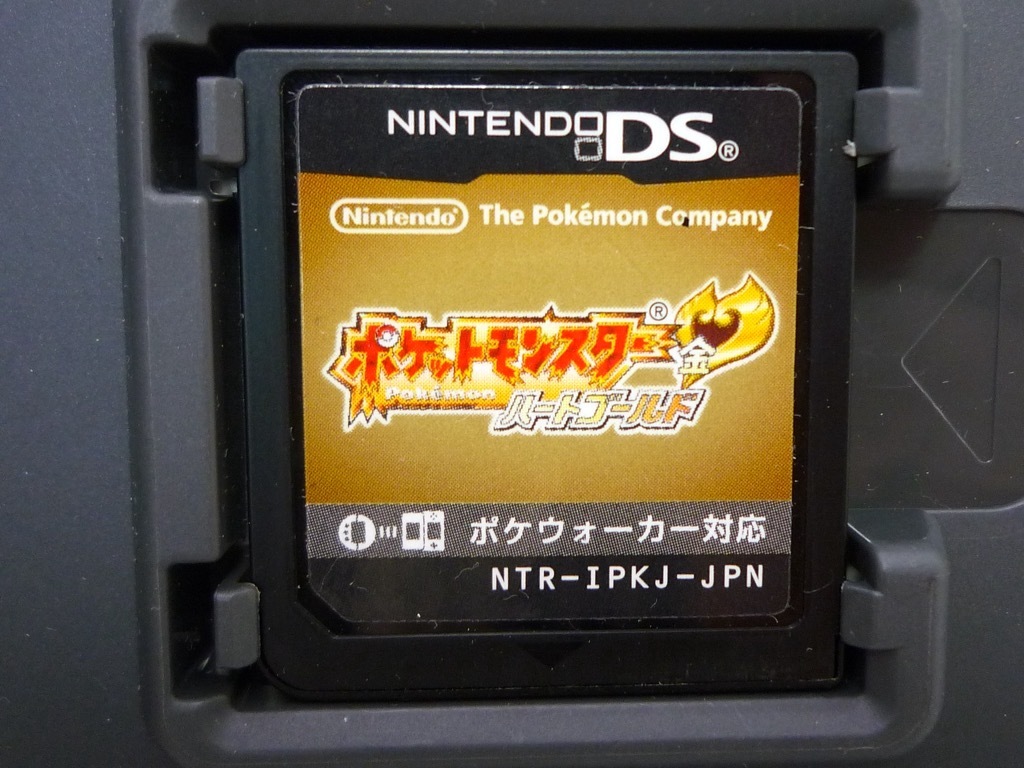 NINTENDO DS®
Nintendo® The Pokémon Company
ポケットモンスター®
Pokémon
金
ハートゴールド
ポケウォーカー対応
NTR-IPKJ-JPN